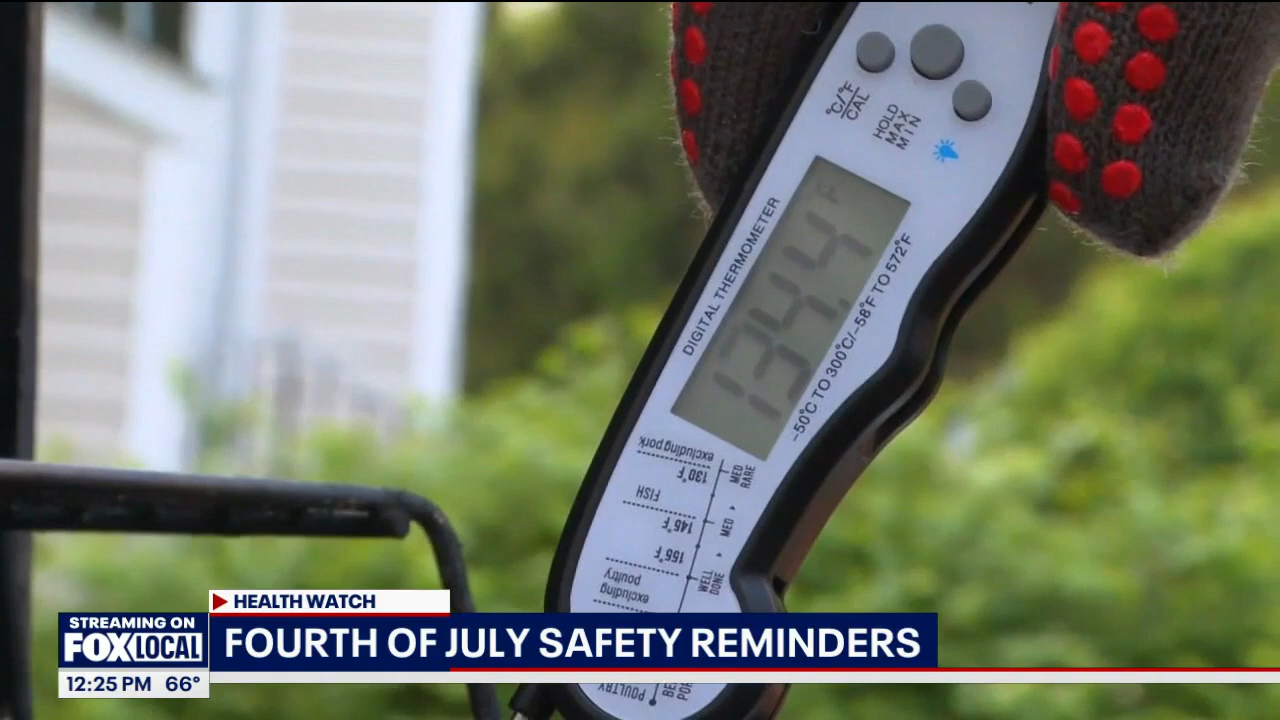 °C/°F
CAL
HOLD
MAX
MIN
DIGITAL THERMOMETER
134.4 °F
-50°C TO 300°C/-58°F TO 572°F
excluding pork
130°F
MED
RARE
FISH
145°F
MED
155°F
WELL
DONE
excluding
poultry
POULTRY
HEALTH WATCH
STREAMING ON
FOX LOCAL
FOURTH OF JULY SAFETY REMINDERS
12:25 PM 66°